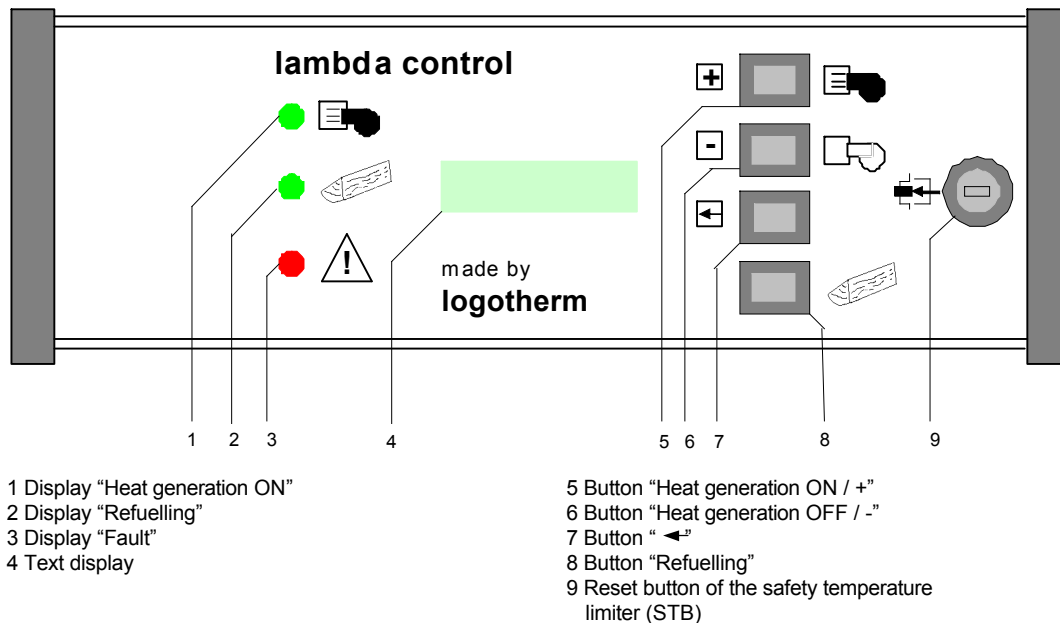 lambda control
+
-
!
made by
logotherm
1 2 3 4 5 6 7 8 9
1 Display “Heat generation ON”
2 Display “Refuelling”
3 Display “Fault”
4 Text display
5 Button “Heat generation ON / +”
6 Button “Heat generation OFF / -”
7 Button “ ← ”
8 Button “Refuelling”
9 Reset button of the safety temperature
limiter (STB)